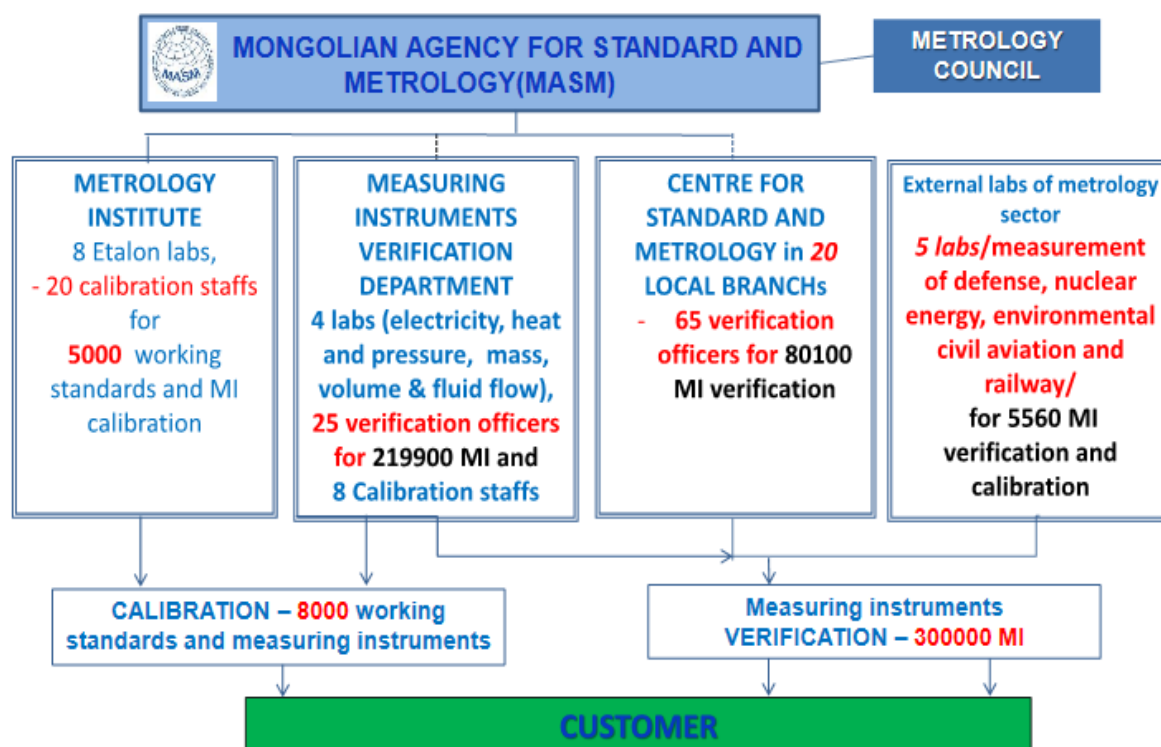 MONGOLIAN AGENCY FOR STANDARD AND
METROLOGY(MASM)
MASM
METROLOGY
COUNCIL
METROLOGY
INSTITUTE
8 Etalon labs,
- 20 calibration staffs
for
5000 working
standards and MI
calibration
MEASURING
INSTRUMENTS
VERIFICATION
DEPARTMENT
4 labs (electricity, heat
and pressure, mass,
volume & fluid flow),
25 verification officers
for 219900 MI and
8 Calibration staffs
CENTRE FOR
STANDARD AND
METROLOGY in 20
LOCAL BRANCHs
- 65 verification
officers for 80100
MI verification
External labs of metrology
sector
5 labs/measurement
of defense, nuclear
energy, environmental
civil aviation and
railway/
for 5560 MI
verification and
calibration
CALIBRATION – 8000 working
standards and measuring instruments
Measuring instruments
VERIFICATION – 300000 MI
CUSTOMER